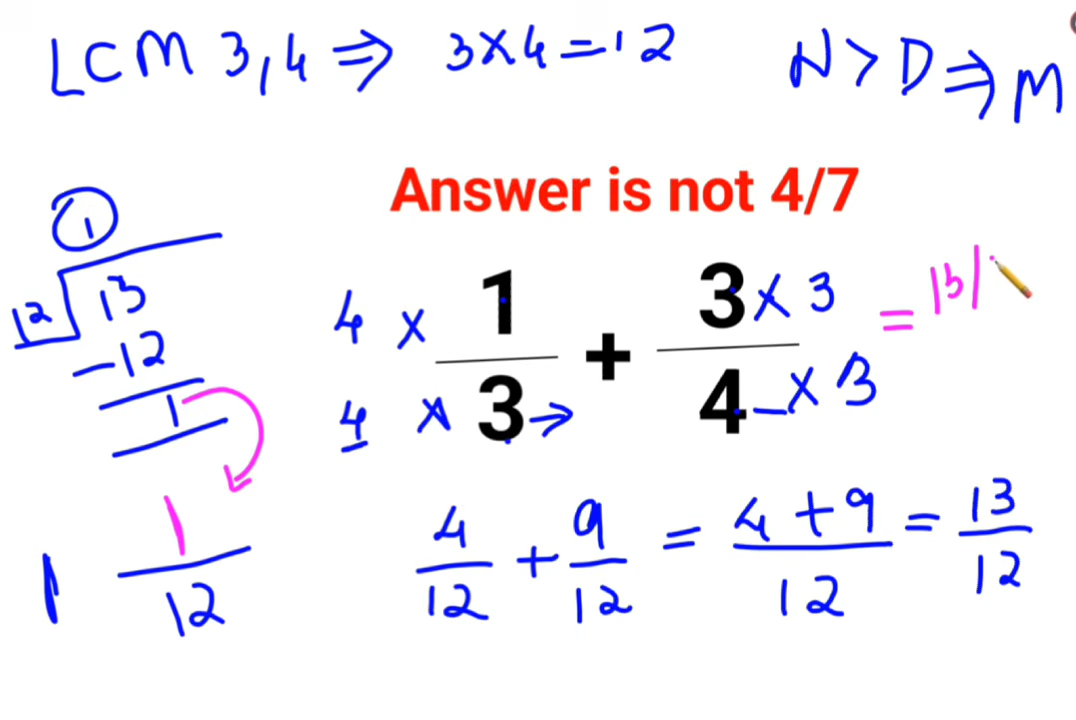 LCM 3,4 ⇒ 3×4=12 N>D⇒M
Answer is not 4/7
1
12 13
-12
1
4 × 1/3 + 3/4 × 3 = 13/
4 × 3 → 4 - × 3
1 1/12
4/12 + 9/12 = 4+9/12 = 13/12